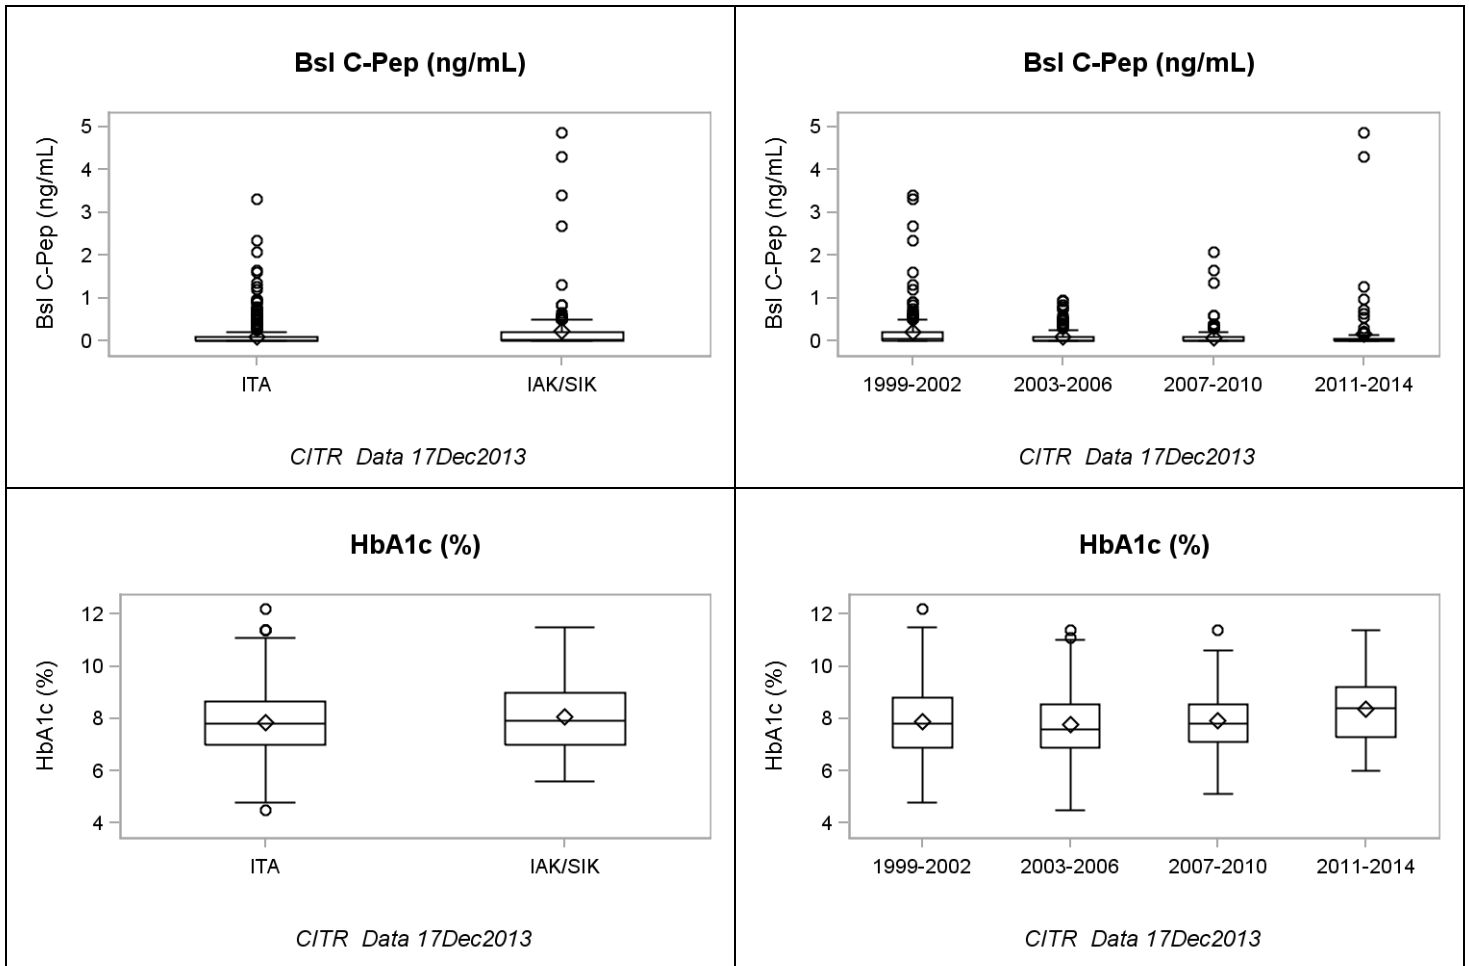 Bsl C-Pep (ng/mL)
Bsl C-Pep (ng/mL)
5
4
3
2
1
0
ITA
IAK/SIK
CITR Data 17Dec2013
Bsl C-Pep (ng/mL)
Bsl C-Pep (ng/mL)
5
4
3
2
1
0
1999-2002
2003-2006
2007-2010
2011-2014
CITR Data 17Dec2013
HbA1c (%)
HbA1c (%)
12
10
8
6
4
ITA
IAK/SIK
CITR Data 17Dec2013
HbA1c (%)
HbA1c (%)
12
10
8
6
4
1999-2002
2003-2006
2007-2010
2011-2014
CITR Data 17Dec2013